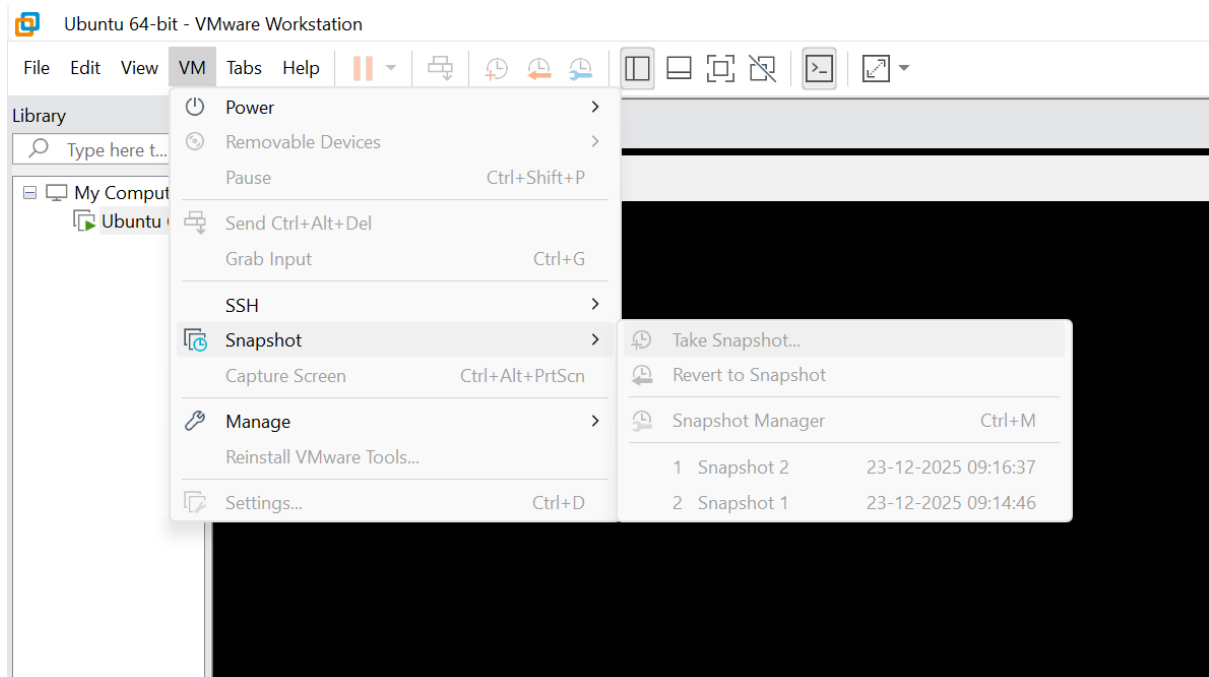 Ubuntu 64-bit - VMware Workstation
File Edit View VM Tabs Help
Library
Type here t...
My Comput
Ubuntu
Power
Removable Devices
Pause Ctrl+Shift+P
Send Ctrl+Alt+Del
Grab Input Ctrl+G
SSH
Snapshot
Capture Screen Ctrl+Alt+PrtScn
Manage
Reinstall VMware Tools...
Settings... Ctrl+D
Take Snapshot...
Revert to Snapshot
Snapshot Manager Ctrl+M
1 Snapshot 2 23-12-2025 09:16:37
2 Snapshot 1 23-12-2025 09:14:46